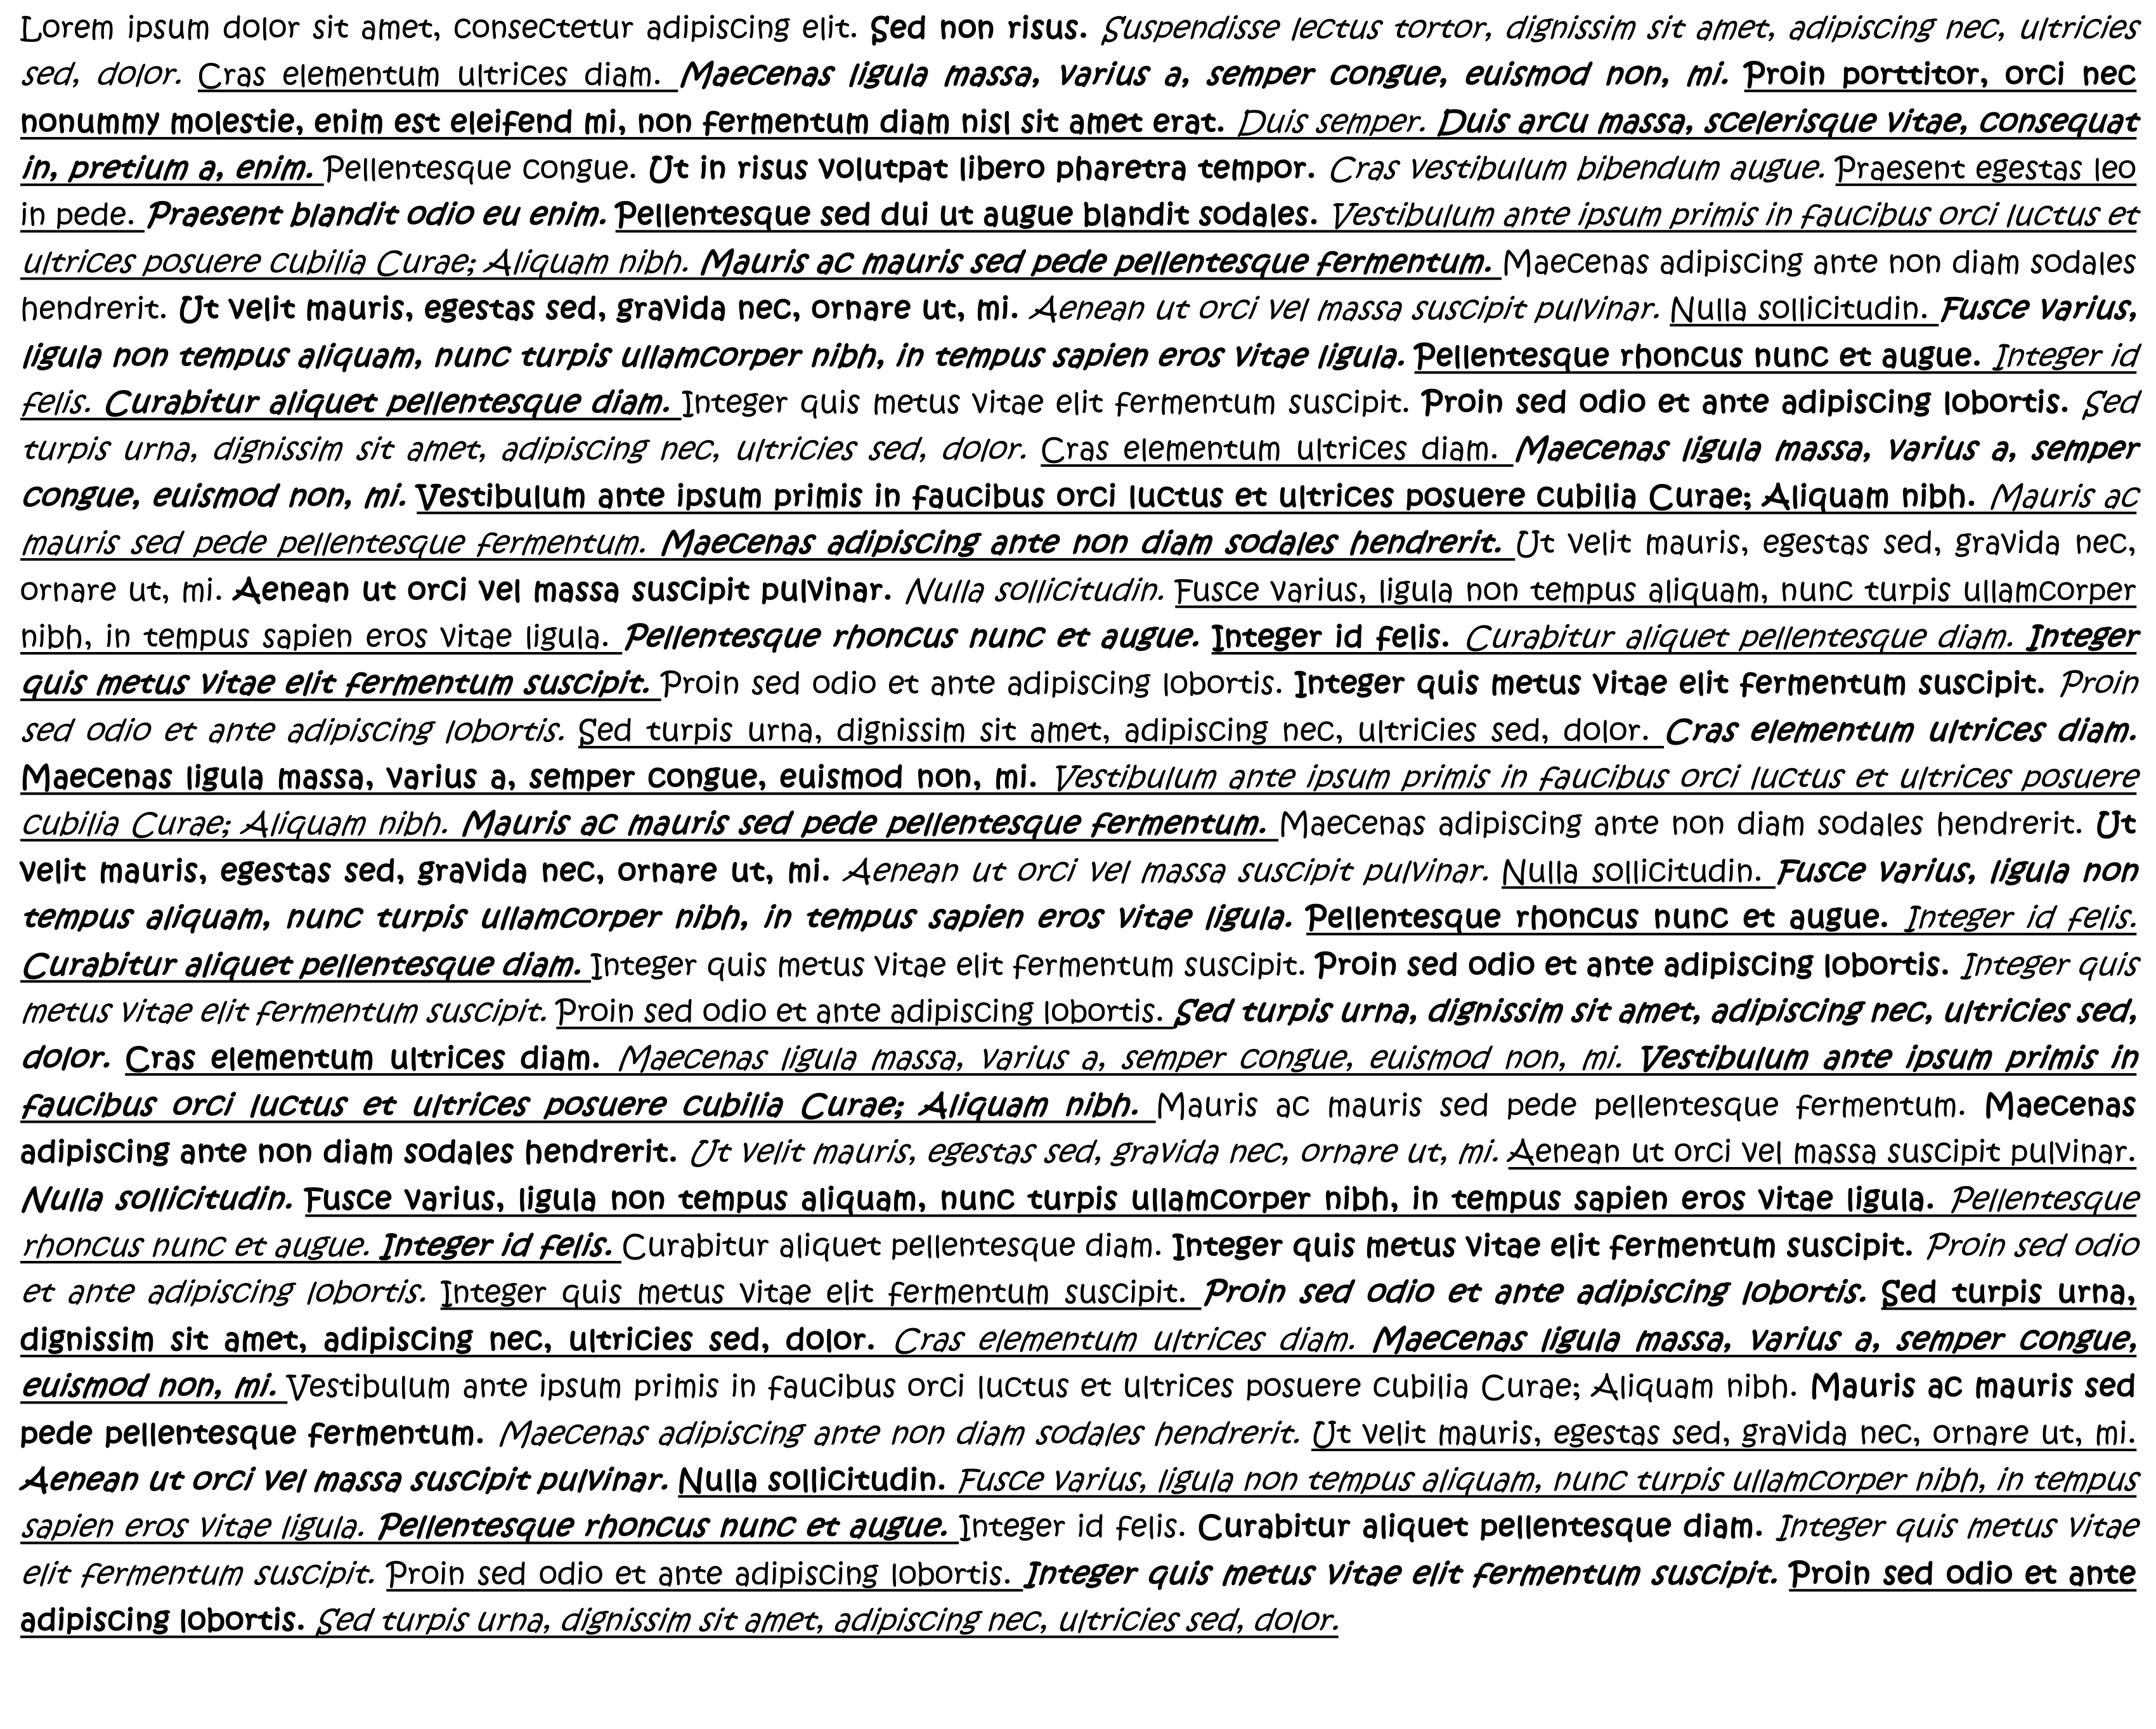 Lorem ipsum dolor sit amet, consectetur adipiscing elit. Sed non risus. Suspendisse lectus tortor, dignissim sit amet, adipiscing nec, ultricies
sed, dolor. Cras elementum ultrices diam. Maecenas ligula massa, varius a, semper congue, euismod non, mi. Proin porttitor, orci nec
nonummy molestie, enim est eleifend mi, non fermentum diam nisl sit amet erat. Duis semper. Duis arcu massa, scelerisque vitae, consequat
in, pretium a, enim. Pellentesque congue. Ut in risus volutpat libero pharetra tempor. Cras vestibulum bibendum augue. Praesent egestas leo
in pede. Praesent blandit odio eu enim. Pellentesque sed dui ut augue blandit sodales. Vestibulum ante ipsum primis in faucibus orci luctus et
ultrices posuere cubilia Curae; Aliquam nibh. Mauris ac mauris sed pede pellentesque fermentum. Maecenas adipiscing ante non diam sodales
hendrerit. Ut velit mauris, egestas sed, gravida nec, ornare ut, mi. Aenean ut orci vel massa suscipit pulvinar. Nulla sollicitudin. Fusce varius,
ligula non tempus aliquam, nunc turpis ullamcorper nibh, in tempus sapien eros vitae ligula. Pellentesque rhoncus nunc et augue. Integer id
felis. Curabitur aliquet pellentesque diam. Integer quis metus vitae elit fermentum suscipit. Proin sed odio et ante adipiscing lobortis. Sed
turpis urna, dignissim sit amet, adipiscing nec, ultricies sed, dolor. Cras elementum ultrices diam. Maecenas ligula massa, varius a, semper
congue, euismod non, mi. Vestibulum ante ipsum primis in faucibus orci luctus et ultrices posuere cubilia Curae; Aliquam nibh. Mauris ac
mauris sed pede pellentesque fermentum. Maecenas adipiscing ante non diam sodales hendrerit. Ut velit mauris, egestas sed, gravida nec,
ornare ut, mi. Aenean ut orci vel massa suscipit pulvinar. Nulla sollicitudin. Fusce varius, ligula non tempus aliquam, nunc turpis ullamcorper
nibh, in tempus sapien eros vitae ligula. Pellentesque rhoncus nunc et augue. Integer id felis. Curabitur aliquet pellentesque diam. Integer
quis metus vitae elit fermentum suscipit. Proin sed odio et ante adipiscing lobortis. Integer quis metus vitae elit fermentum suscipit. Proin
sed odio et ante adipiscing lobortis. Sed turpis urna, dignissim sit amet, adipiscing nec, ultricies sed, dolor. Cras elementum ultrices diam.
Maecenas ligula massa, varius a, semper congue, euismod non, mi. Vestibulum ante ipsum primis in faucibus orci luctus et ultrices posuere
cubilia Curae; Aliquam nibh. Mauris ac mauris sed pede pellentesque fermentum. Maecenas adipiscing ante non diam sodales hendrerit. Ut
velit mauris, egestas sed, gravida nec, ornare ut, mi. Aenean ut orci vel massa suscipit pulvinar. Nulla sollicitudin. Fusce varius, ligula non
tempus aliquam, nunc turpis ullamcorper nibh, in tempus sapien eros vitae ligula. Pellentesque rhoncus nunc et augue. Integer id felis.
Curabitur aliquet pellentesque diam. Integer quis metus vitae elit fermentum suscipit. Proin sed odio et ante adipiscing lobortis. Integer quis
metus vitae elit fermentum suscipit. Proin sed odio et ante adipiscing lobortis. Sed turpis urna, dignissim sit amet, adipiscing nec, ultricies sed,
dolor. Cras elementum ultrices diam. Maecenas ligula massa, varius a, semper congue, euismod non, mi. Vestibulum ante ipsum primis in
faucibus orci luctus et ultrices posuere cubilia Curae; Aliquam nibh. Mauris ac mauris sed pede pellentesque fermentum. Maecenas
adipiscing ante non diam sodales hendrerit. Ut velit mauris, egestas sed, gravida nec, ornare ut, mi. Aenean ut orci vel massa suscipit pulvinar.
Nulla sollicitudin. Fusce varius, ligula non tempus aliquam, nunc turpis ullamcorper nibh, in tempus sapien eros vitae ligula. Pellentesque
rhoncus nunc et augue. Integer id felis. Curabitur aliquet pellentesque diam. Integer quis metus vitae elit fermentum suscipit. Proin sed odio
et ante adipiscing lobortis. Integer quis metus vitae elit fermentum suscipit. Proin sed odio et ante adipiscing lobortis. Sed turpis urna,
dignissim sit amet, adipiscing nec, ultricies sed, dolor. Cras elementum ultrices diam. Maecenas ligula massa, varius a, semper congue,
euismod non, mi. Vestibulum ante ipsum primis in faucibus orci luctus et ultrices posuere cubilia Curae; Aliquam nibh. Mauris ac mauris sed
pede pellentesque fermentum. Maecenas adipiscing ante non diam sodales hendrerit. Ut velit mauris, egestas sed, gravida nec, ornare ut, mi.
Aenean ut orci vel massa suscipit pulvinar. Nulla sollicitudin. Fusce varius, ligula non tempus aliquam, nunc turpis ullamcorper nibh, in tempus
sapien eros vitae ligula. Pellentesque rhoncus nunc et augue. Integer id felis. Curabitur aliquet pellentesque diam. Integer quis metus vitae
elit fermentum suscipit. Proin sed odio et ante adipiscing lobortis. Integer quis metus vitae elit fermentum suscipit. Proin sed odio et ante
adipiscing lobortis. Sed turpis urna, dignissim sit amet, adipiscing nec, ultricies sed, dolor.